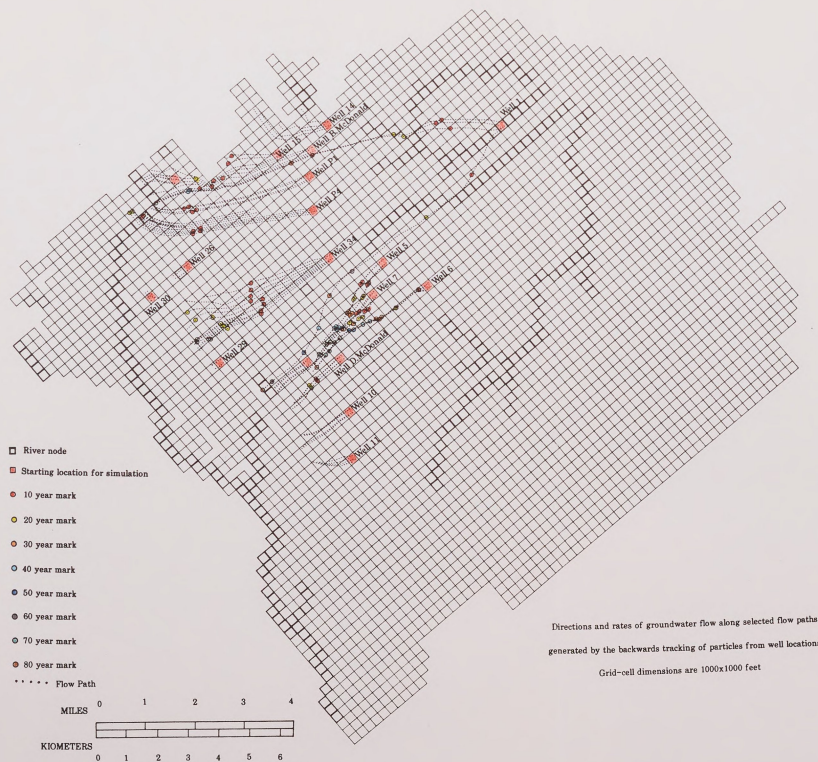 Well 14
Well R.McDonald
Well 15
Well
Well P3
Well P4
Well 26
Well 34
Well 5
Well 7
Well 6
Well 30
Well 29
Well D.McDonald
Well 10
Well 11
River node
Starting location for simulation
10 year mark
20 year mark
30 year mark
40 year mark
50 year mark
60 year mark
70 year mark
80 year mark
Flow Path
MILES 0 1 2 3 4
KIOMETERS 0 1 2 3 4 5 6
Directions and rates of groundwater flow along selected flow paths
generated by the backwards tracking of particles from well locations
Grid-cell dimensions are 1000x1000 feet